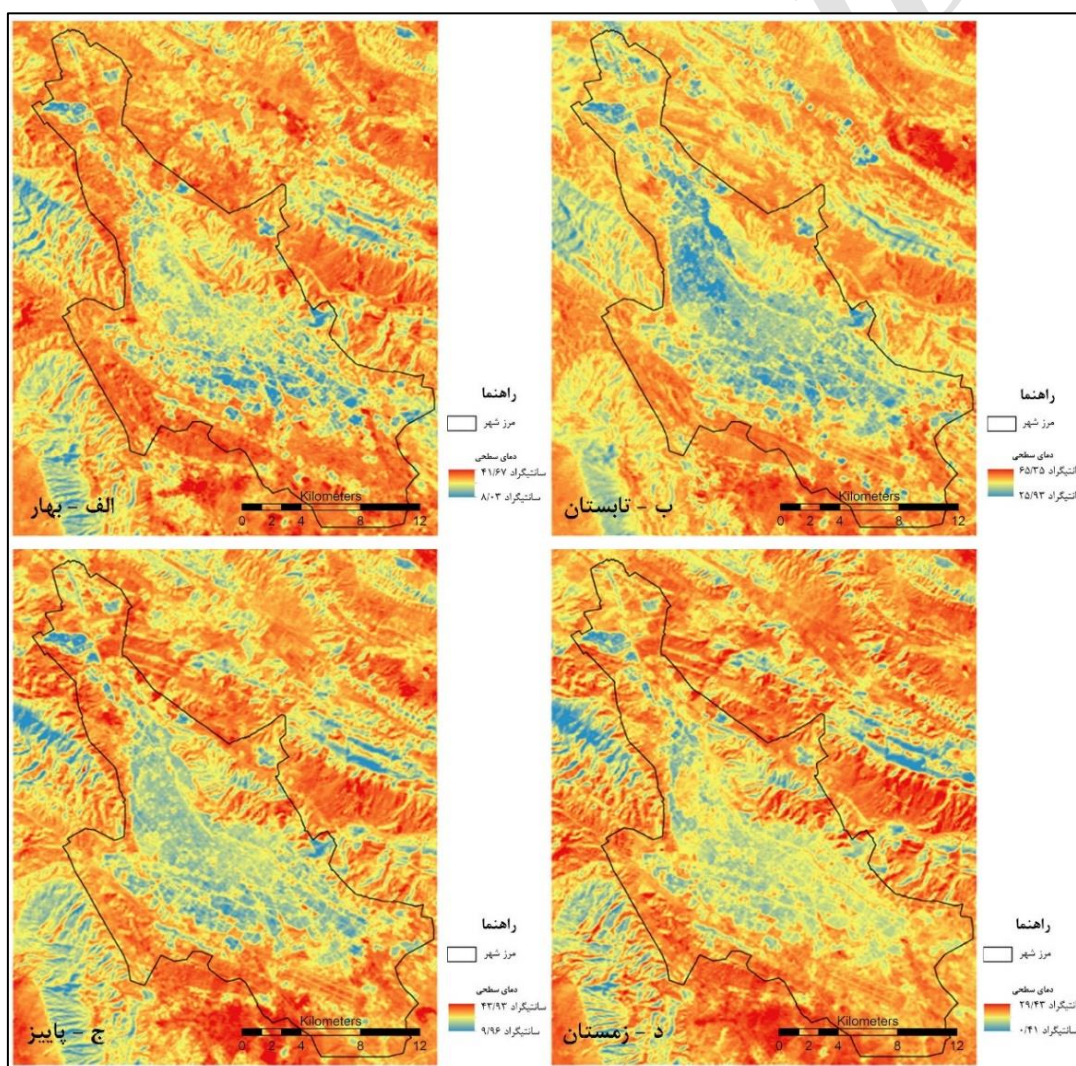 راهنما
مرز شهر
دمای سطحی
۴۱/۶۷ سانتیگراد
۸/۰۳ سانتیگراد
Kilometers
0 2 4 8 12
الف - بهار
راهنما
مرز شهر
دمای سطحی
۶۵/۳۵ سانتیگراد
۲۵/۹۳ سانتیگراد
Kilometers
0 2 4 8 12
ب - تابستان
راهنما
مرز شهر
دمای سطحی
۴۳/۹۳ سانتیگراد
۹/۹۶ سانتیگراد
Kilometers
0 2 4 8 12
ج - پاییز
راهنما
مرز شهر
دمای سطحی
۲۹/۴۳ سانتیگراد
۰/۴۱ سانتیگراد
Kilometers
0 2 4 8 12
د - زمستان